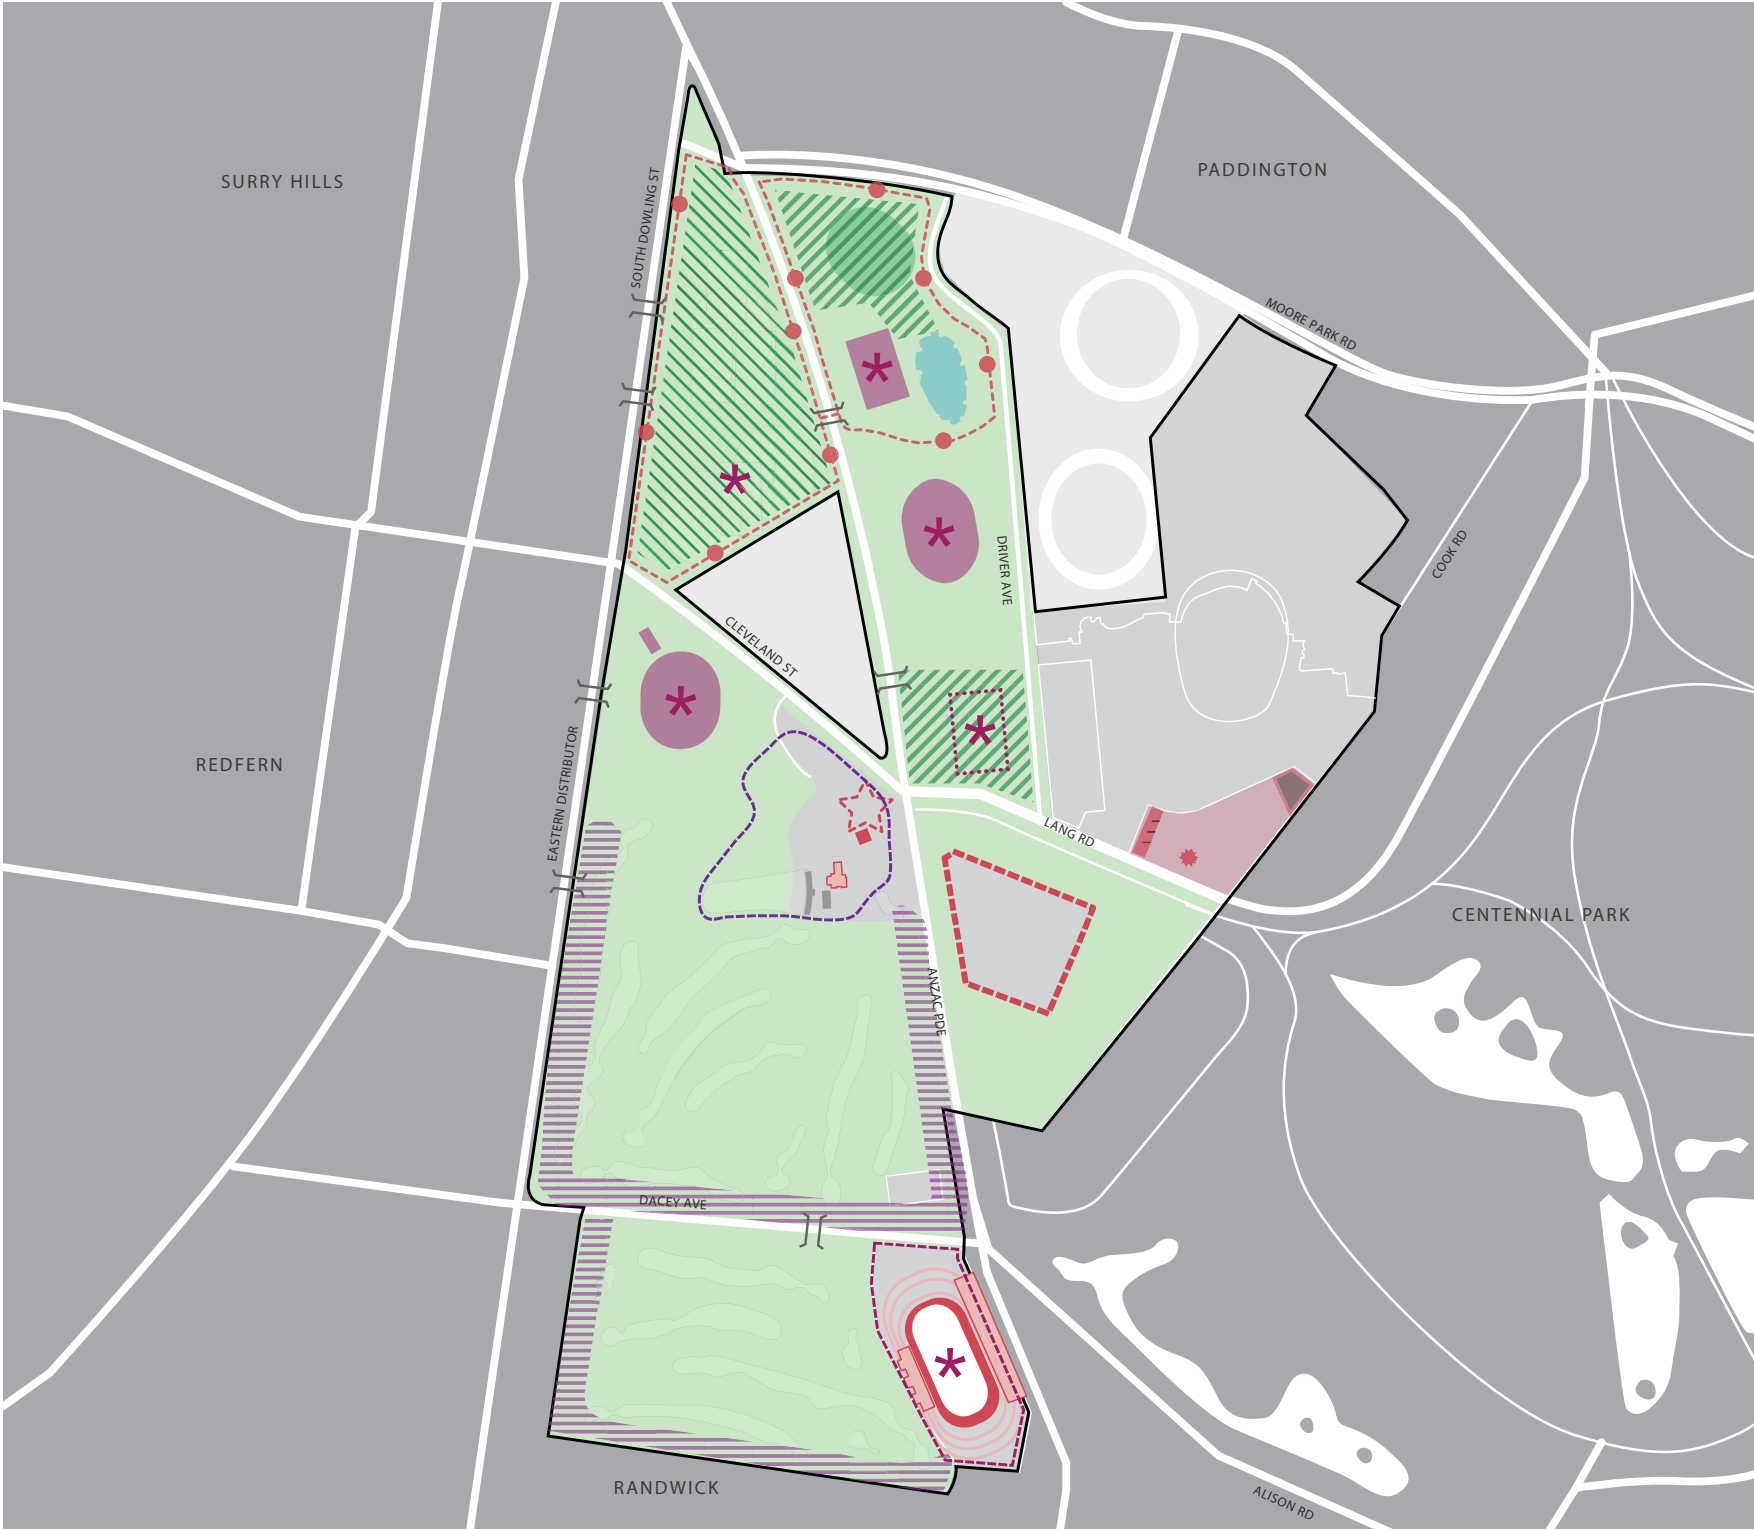 PADDINGTON
SURRY HILLS
SOUTH DOWLING ST
MOORE PARK RD
COOK RD
DRIVER AVE
CLEVELAND ST
REDFERN
EASTERN DISTRIBUTOR
LANG RD
CENTENNIAL PARK
ANZAC PDE
DACEY AVE
RANDWICK
ALISON RD